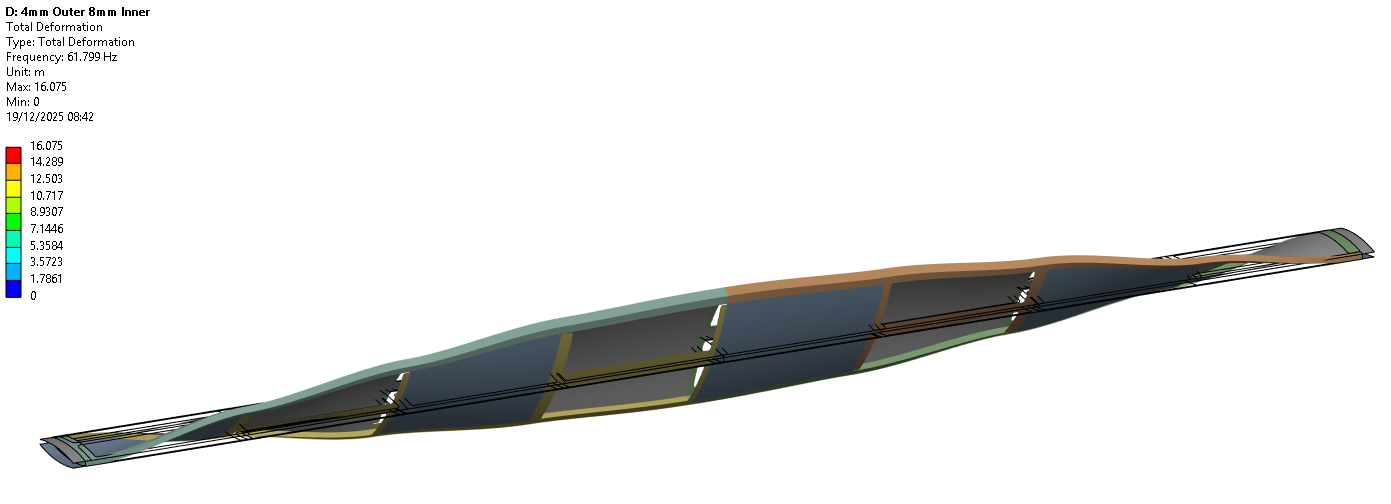 D: 4mm Outer 8mm Inner
Total Deformation
Type: Total Deformation
Frequency: 61.799 Hz
Unit: m
Max: 16.075
Min: 0
19/12/2025 08:42
16.075
14.289
12.503
10.717
8.9307
7.1446
5.3584
3.5723
1.7861
0